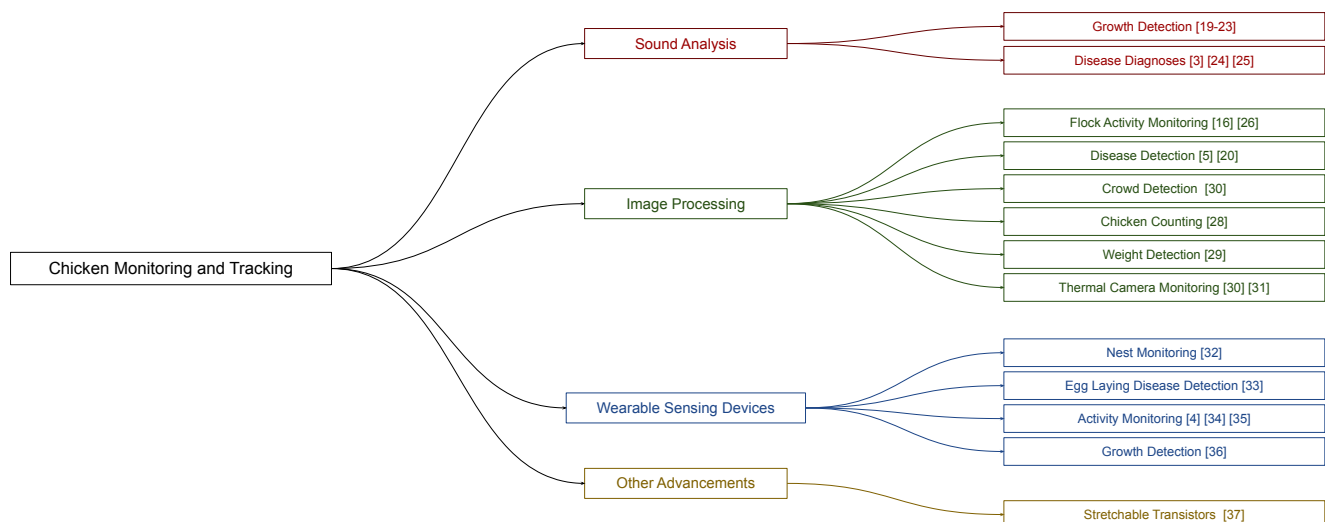 Chicken Monitoring and Tracking
Sound Analysis
Growth Detection [19-23]
Disease Diagnoses [3] [24] [25]
Image Processing
Flock Activity Monitoring [16] [26]
Disease Detection [5] [20]
Crowd Detection [30]
Chicken Counting [28]
Weight Detection [29]
Thermal Camera Monitoring [30] [31]
Wearable Sensing Devices
Nest Monitoring [32]
Egg Laying Disease Detection [33]
Activity Monitoring [4] [34] [35]
Growth Detection [36]
Other Advancements
Stretchable Transistors [37]